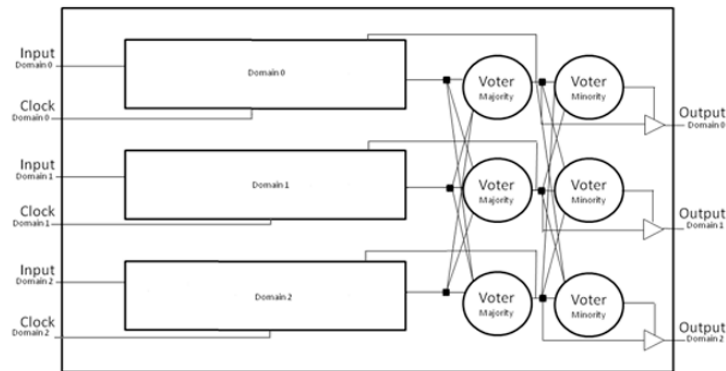 Input
Domain 0
Domain 0
Voter
Majority
Voter
Minority
Clock
Domain 0
Output
Domain 0
Input
Domain 1
Domain 1
Voter
Majority
Voter
Minority
Clock
Domain 1
Output
Domain 1
Input
Domain 2
Domain 2
Voter
Majority
Voter
Minority
Clock
Domain 2
Output
Domain 2